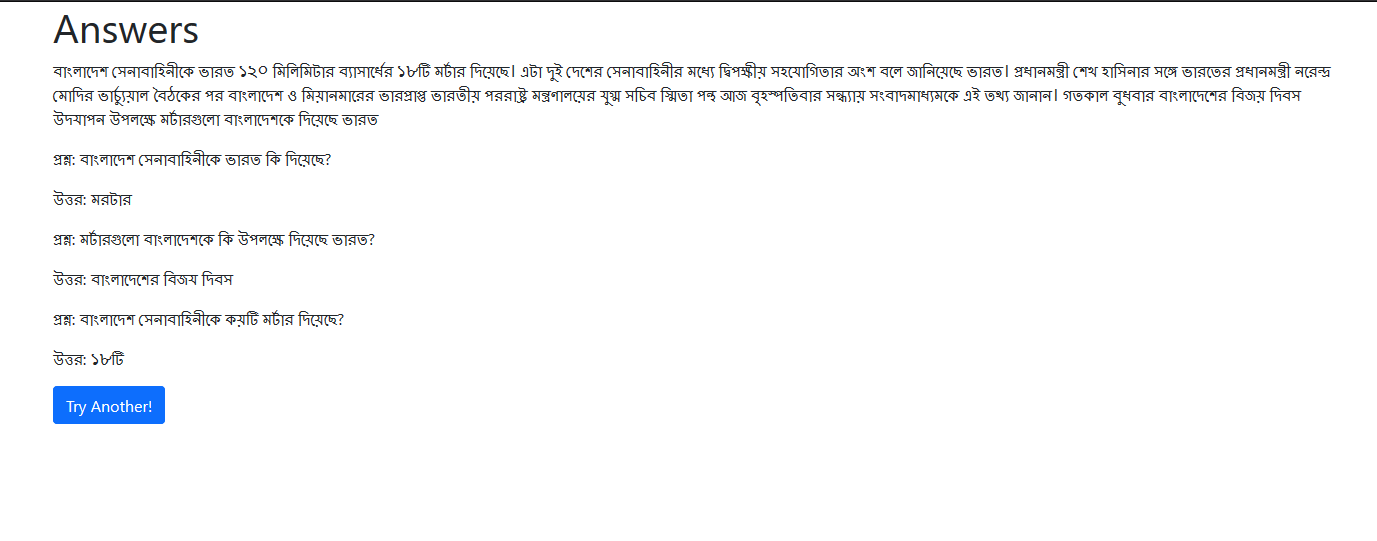 Answers
বাংলাদেশ সেনাবাহিনীকে ভারত ১২০ মিলিমিটার ব্যাসার্ধের ১৮টি মর্টার দিয়েছে। এটা দুই দেশের সেনাবাহিনীর মধ্যে দ্বিপক্ষীয় সহযোগিতার অংশ বলে জানিয়েছে ভারত। প্রধানমন্ত্রী শেখ হাসিনার সঙ্গে ভারতের প্রধানমন্ত্রী নরেন্দ্র
মোদির ভার্চ্যুয়াল বৈঠকের পর বাংলাদেশ ও মিয়ানমারের ভারপ্রাপ্ত ভারতীয় পররাষ্ট্র মন্ত্রণালয়ের যুগ্ম সচিব স্মিতা পন্থ আজ বৃহস্পতিবার সন্ধ্যায় সংবাদমাধ্যমকে এই তথ্য জানান। গতকাল বুধবার বাংলাদেশের বিজয় দিবস
উদযাপন উপলক্ষে মর্টারগুলো বাংলাদেশকে দিয়েছে ভারত
প্রশ্ন: বাংলাদেশ সেনাবাহিনীকে ভারত কি দিয়েছে?
উত্তর: মরটার
প্রশ্ন: মর্টারগুলো বাংলাদেশকে কি উপলক্ষে দিয়েছে ভারত?
উত্তর: বাংলাদেশের বিজয দিবস
প্রশ্ন: বাংলাদেশ সেনাবাহিনীকে কয়টি মর্টার দিয়েছে?
উত্তর: ১৮টি
Try Another!